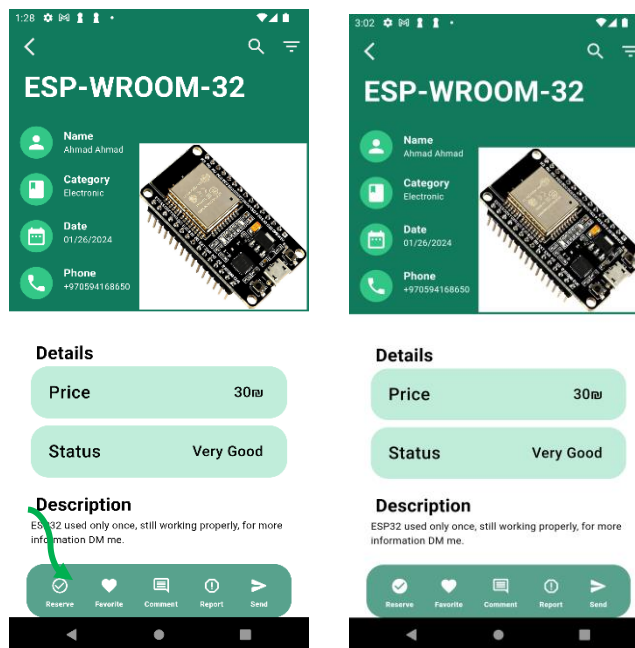 1:28
ESP-WROOM-32
Name
Ahmad Ahmad
Category
Electronic
Date
01/26/2024
Phone
+970594168650
Details
Price 30₪
Status Very Good
Description
ESP32 used only once, still working properly, for more
information DM me.
Reserve Favorite Comment Report Send
3:02
ESP-WROOM-32
Name
Ahmad Ahmad
Category
Electronic
Date
01/26/2024
Phone
+970594168650
Details
Price 30₪
Status Very Good
Description
ESP32 used only once, still working properly, for more
information DM me.
Reserve Favorite Comment Report Send